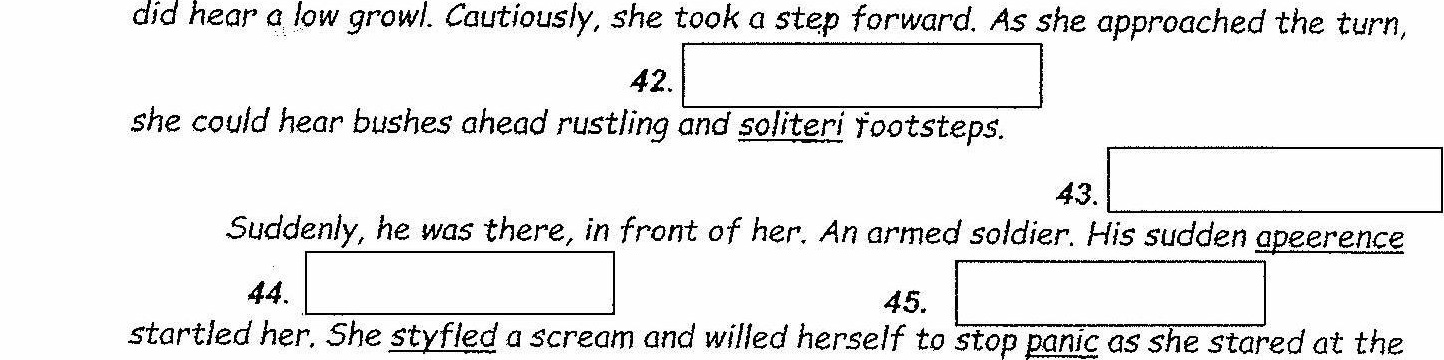 did hear a low growl. Cautiously, she took a step forward. As she approached the turn,
42.
she could hear bushes ahead rustling and soliteri footsteps.
43.
Suddenly, he was there, in front of her. An armed soldier. His sudden apeerence
44. 45.
startled her. She styfled a scream and willed herself to stop panic as she stared at the